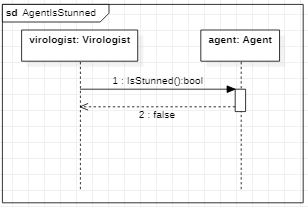 sd AgentIsStunned
virologist: Virologist
agent: Agent
1 : IsStunned():bool
2 : false